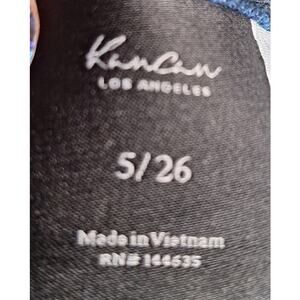 KanCan
LOS ANGELES
5/26
Made in Vietnam
RN# 144635